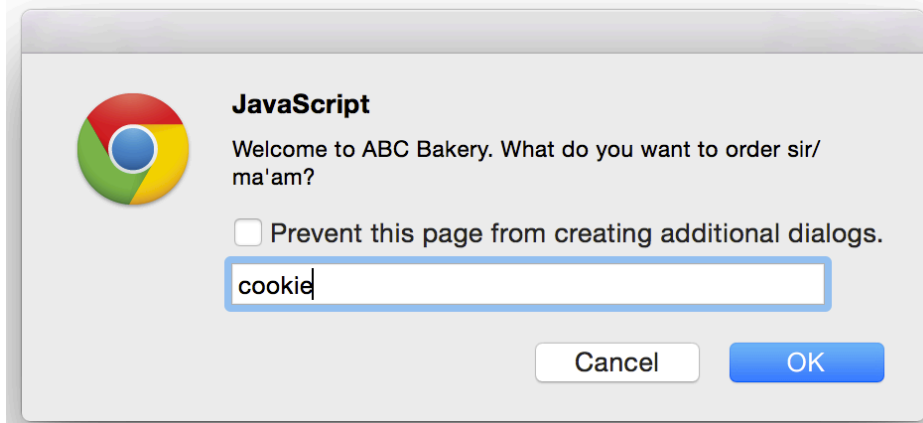 JavaScript
Welcome to ABC Bakery. What do you want to order sir/
ma'am?
Prevent this page from creating additional dialogs.
cookie
Cancel OK